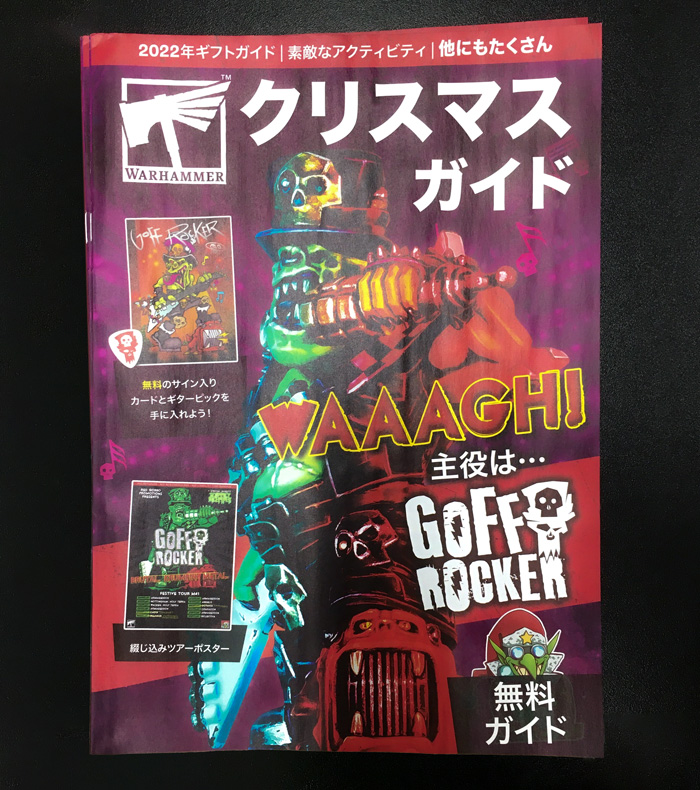 2022年ギフトガイド | 素敵なアクティビティ | 他にもたくさん
TM
WARHAMMER
クリスマス
ガイド
GOFF ROCKER
無料のサイン入り
カードとギターピックを
手に入れよう！
WAAAGH!
主役は…
GOFF
ROCKER
PROMOTIONS
PRESENTS
GOFF
ROCKER
FESTIVE TOUR M41
綴じ込みツアーポスター
無料
ガイド